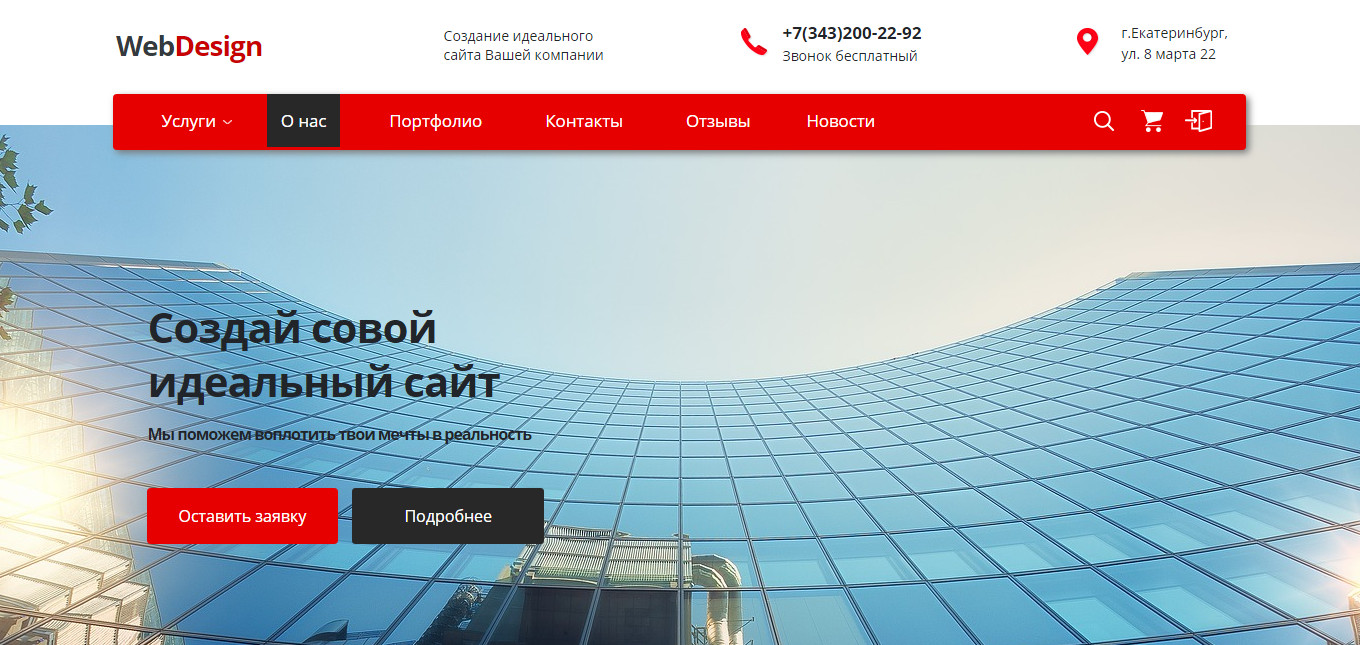 WebDesign
Создание идеального
сайта Вашей компании
+7(343)200-22-92
Звонок бесплатный
г.Екатеринбург,
ул. 8 марта 22
Услуги
О нас
Портфолио
Контакты
Отзывы
Новости
Создай совой
идеальный сайт
Мы поможем воплотить твои мечты в реальность
Оставить заявку
Подробнее